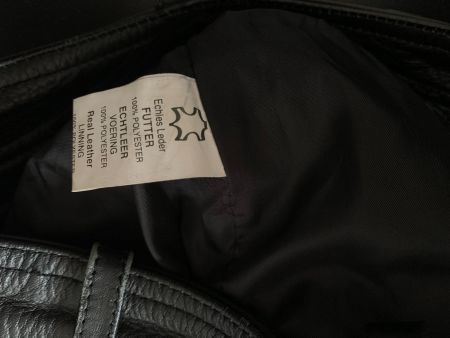 Echtes Leder
FUTTER
100% POLYESTER
ECHTLEER
VOERING
100% POLYESTER
Real Leather
LINNING